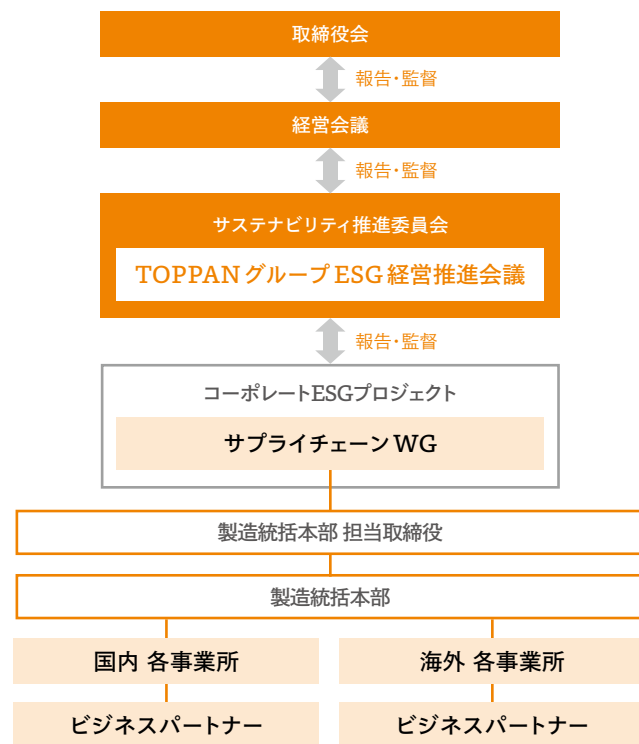 取締役会
報告・監督
経営会議
報告・監督
サステナビリティ推進委員会
TOPPANグループESG経営推進会議
報告・監督
コーポレートESGプロジェクト
サプライチェーンWG
製造統括本部 担当取締役
製造統括本部
国内 各事業所
海外 各事業所
ビジネスパートナー
ビジネスパートナー